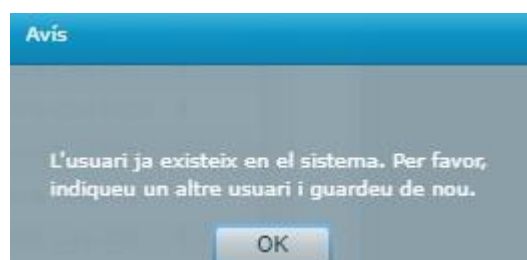 Avís
L'usuari ja existeix en el sistema. Per favor,
indiqueu un altre usuari i guardeu de nou.
OK